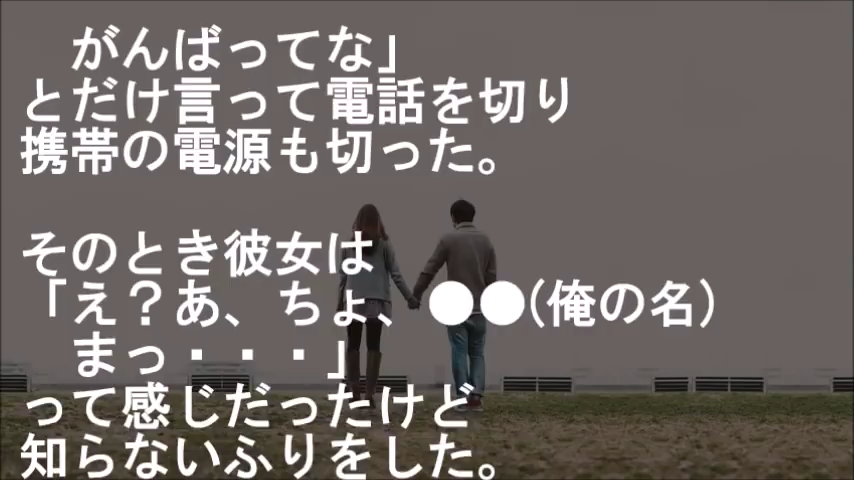 がんばってな」
とだけ言って電話を切り
携帯の電源も切った。
そのとき彼女は
「え？あ、ちょ、●●(俺の名)
まっ・・・」
って感じだったけど
知らないふりをした。